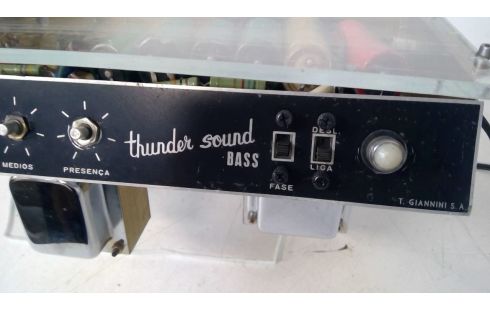 MEDIOS
PRESENÇA
thunder sound
BASS
FASE
DESL.
LIGA
T. GIANNINI S.A.